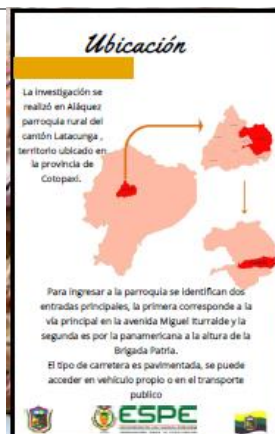 Ubicación
La investigación se
realizó en Aláquez
parroquia rural del
cantón Latacunga ,
territorio ubicado en
la provincia de
Cotopaxi.
Para ingresar a la parroquia se identifican dos
entradas principales, la primera corresponde a la
vía principal en la avenida Miguel Iturralde y la
segunda es por la panamericana a la altura de la
Brigada Patria.
El tipo de carretera es pavimentada, se puede
acceder en vehículo propio o en el transporte
publico
ESPE